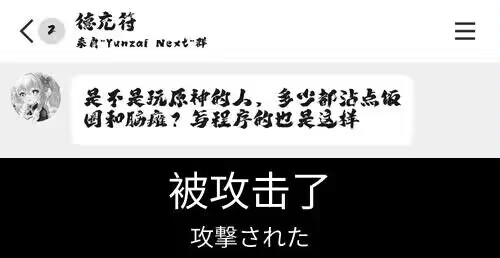 2
德充符
来自"Yunzai Next"群
是不是玩原神的人，多少都沾点饭
圈和脑瘫？写程序的也是这样
被攻击了
攻撃された